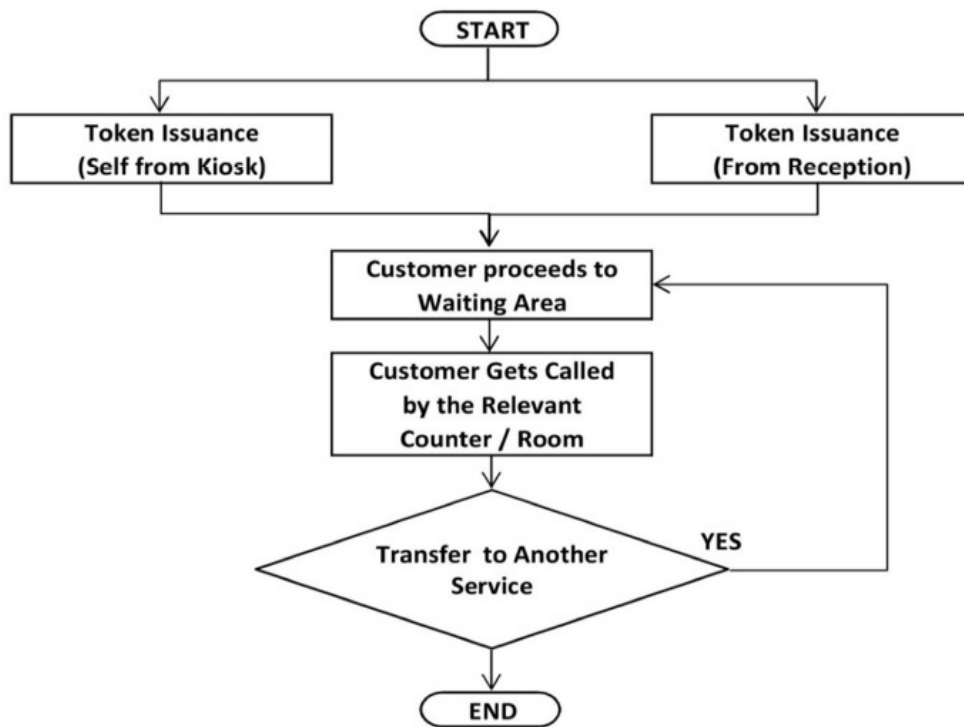 START
Token Issuance
(Self from Kiosk)
Token Issuance
(From Reception)
Customer proceeds to
Waiting Area
Customer Gets Called
by the Relevant
Counter / Room
Transfer to Another
Service
YES
END